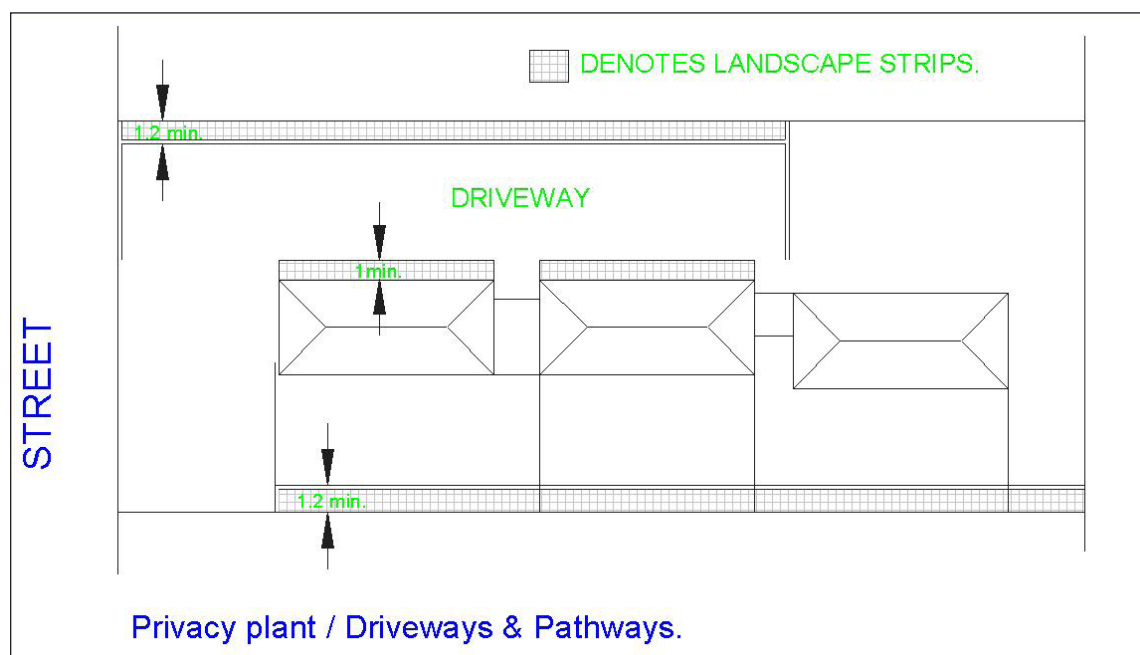 DENOTES LANDSCAPE STRIPS.
1.2 min.
DRIVEWAY
1min.
STREET
1.2 min.
Privacy plant / Driveways & Pathways.